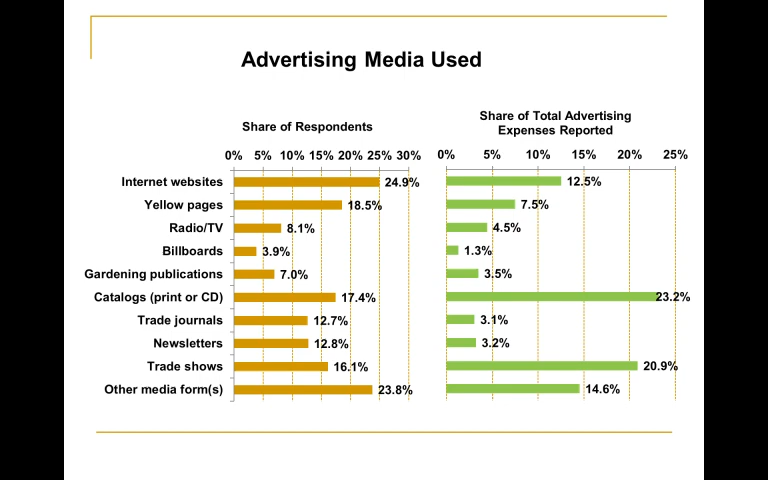 Advertising Media Used
Share of Respondents
Share of Total Advertising
Expenses Reported
0% 5% 10% 15% 20% 25% 30%
0% 5% 10% 15% 20% 25%
Internet websites 24.9% 12.5%
Yellow pages 18.5% 7.5%
Radio/TV 8.1% 4.5%
Billboards 3.9% 1.3%
Gardening publications 7.0% 3.5%
Catalogs (print or CD) 17.4% 23.2%
Trade journals 12.7% 3.1%
Newsletters 12.8% 3.2%
Trade shows 16.1% 20.9%
Other media form(s) 23.8% 14.6%